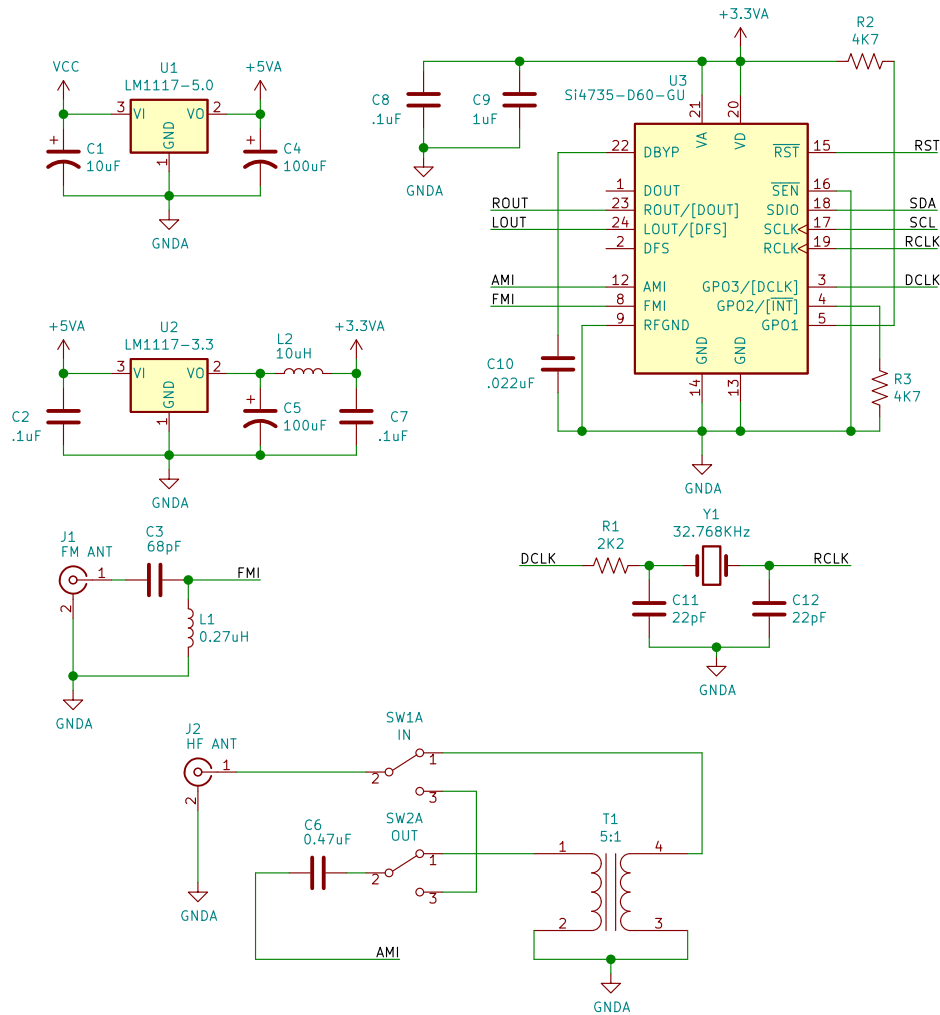 VCC
U1
LM1117-5.0
+5VA
3 VI VO 2
GND
1
+
C1
10uF
+
C4
100uF
GNDA
+3.3VA
R2
4K7
C8
.1uF
C9
1uF
GNDA
U3
Si4735-D60-GU
21
20
VA
VD
22 DBYP
1 DOUT
ROUT 23 ROUT/[DOUT]
LOUT 24 LOUT/[DFS]
2 DFS
AMI 12 AMI
FMI 8 FMI
9 RFGND
RST 15 RST
SEN 16
SDIO 18 SDA
SCLK 17 SCL
RCLK 19 RCLK
GPO3/[DCLK] 3 DCLK
GPO2/[INT] 4
GPO1 5
GND
GND
14
13
C10
.022uF
R3
4K7
GNDA
+5VA
U2
LM1117-3.3
L2
10uH
+3.3VA
3 VI VO 2
GND
1
C2
.1uF
+
C5
100uF
C7
.1uF
GNDA
J1
FM ANT
1
2
C3
68pF
FMI
L1
0.27uH
GNDA
DCLK
R1
2K2
Y1
32.768KHz
RCLK
C11
22pF
C12
22pF
GNDA
J2
HF ANT
1
2
GNDA
SW1A
IN
2
1
3
C6
0.47uF
SW2A
OUT
2
1
3
AMI
T1
5:1
1
4
2
3
GNDA